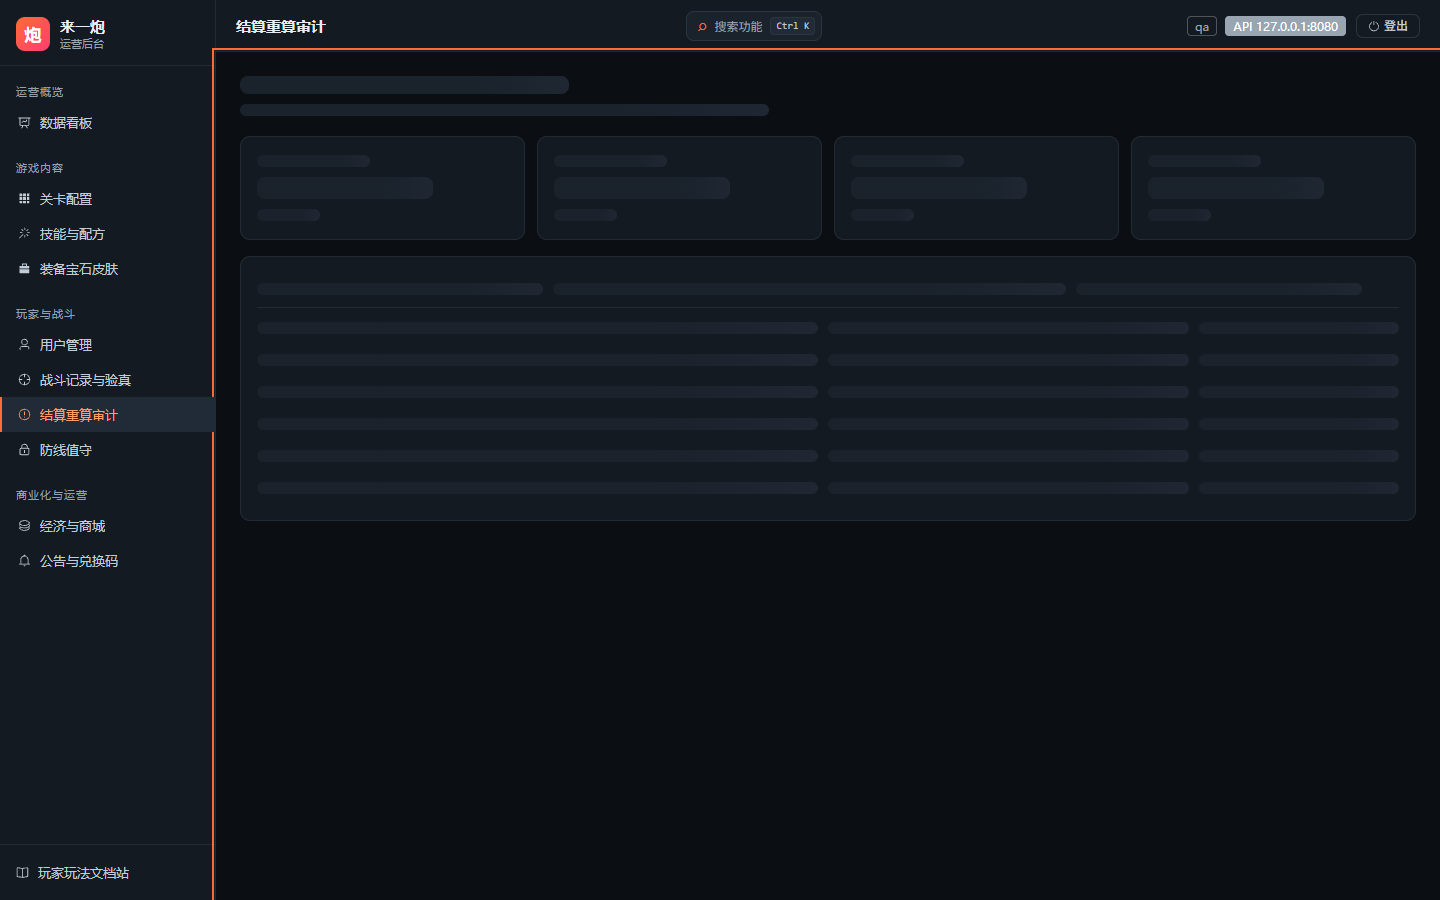 炮
来一炮
运营后台
结算重算审计
搜索功能 Ctrl K
qa
API 127.0.0.1:8080
登出
运营概览
数据看板
游戏内容
关卡配置
技能与配方
装备宝石皮肤
玩家与战斗
用户管理
战斗记录与验真
结算重算审计
防线值守
商业化与运营
经济与商城
公告与兑换码
玩家玩法文档站